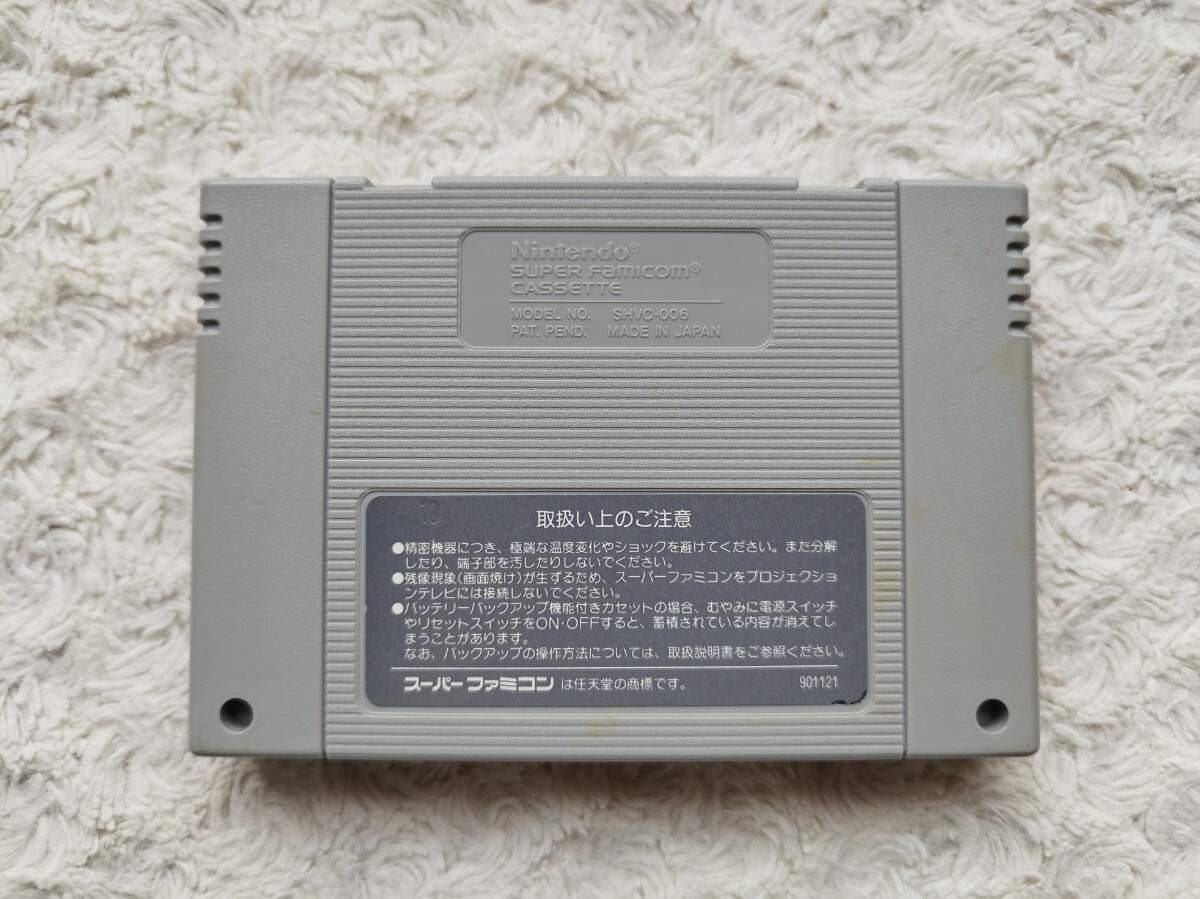 Nintendo®
SUPER FAMICOM®
CASSETTE
MODEL NO. SHVC-006
PAT. PEND. MADE IN JAPAN
取扱い上のご注意
●精密機器につき、極端な温度変化やショックを避けてください。また分解
したり、端子部を汚したりしないでください。
●残像現象(画面焼け)が生ずるため、スーパーファミコンをプロジェクショ
ンテレビには接続しないでください。
●バッテリーバックアップ機能付きカセットの場合、むやみに電源スイッチ
やリセットスイッチをON・OFFすると、蓄積されている内容が消えてし
まうことがあります。
なお、バックアップの操作方法については、取扱説明書をご参照ください。
スーパーファミコン は任天堂の商標です。 901121